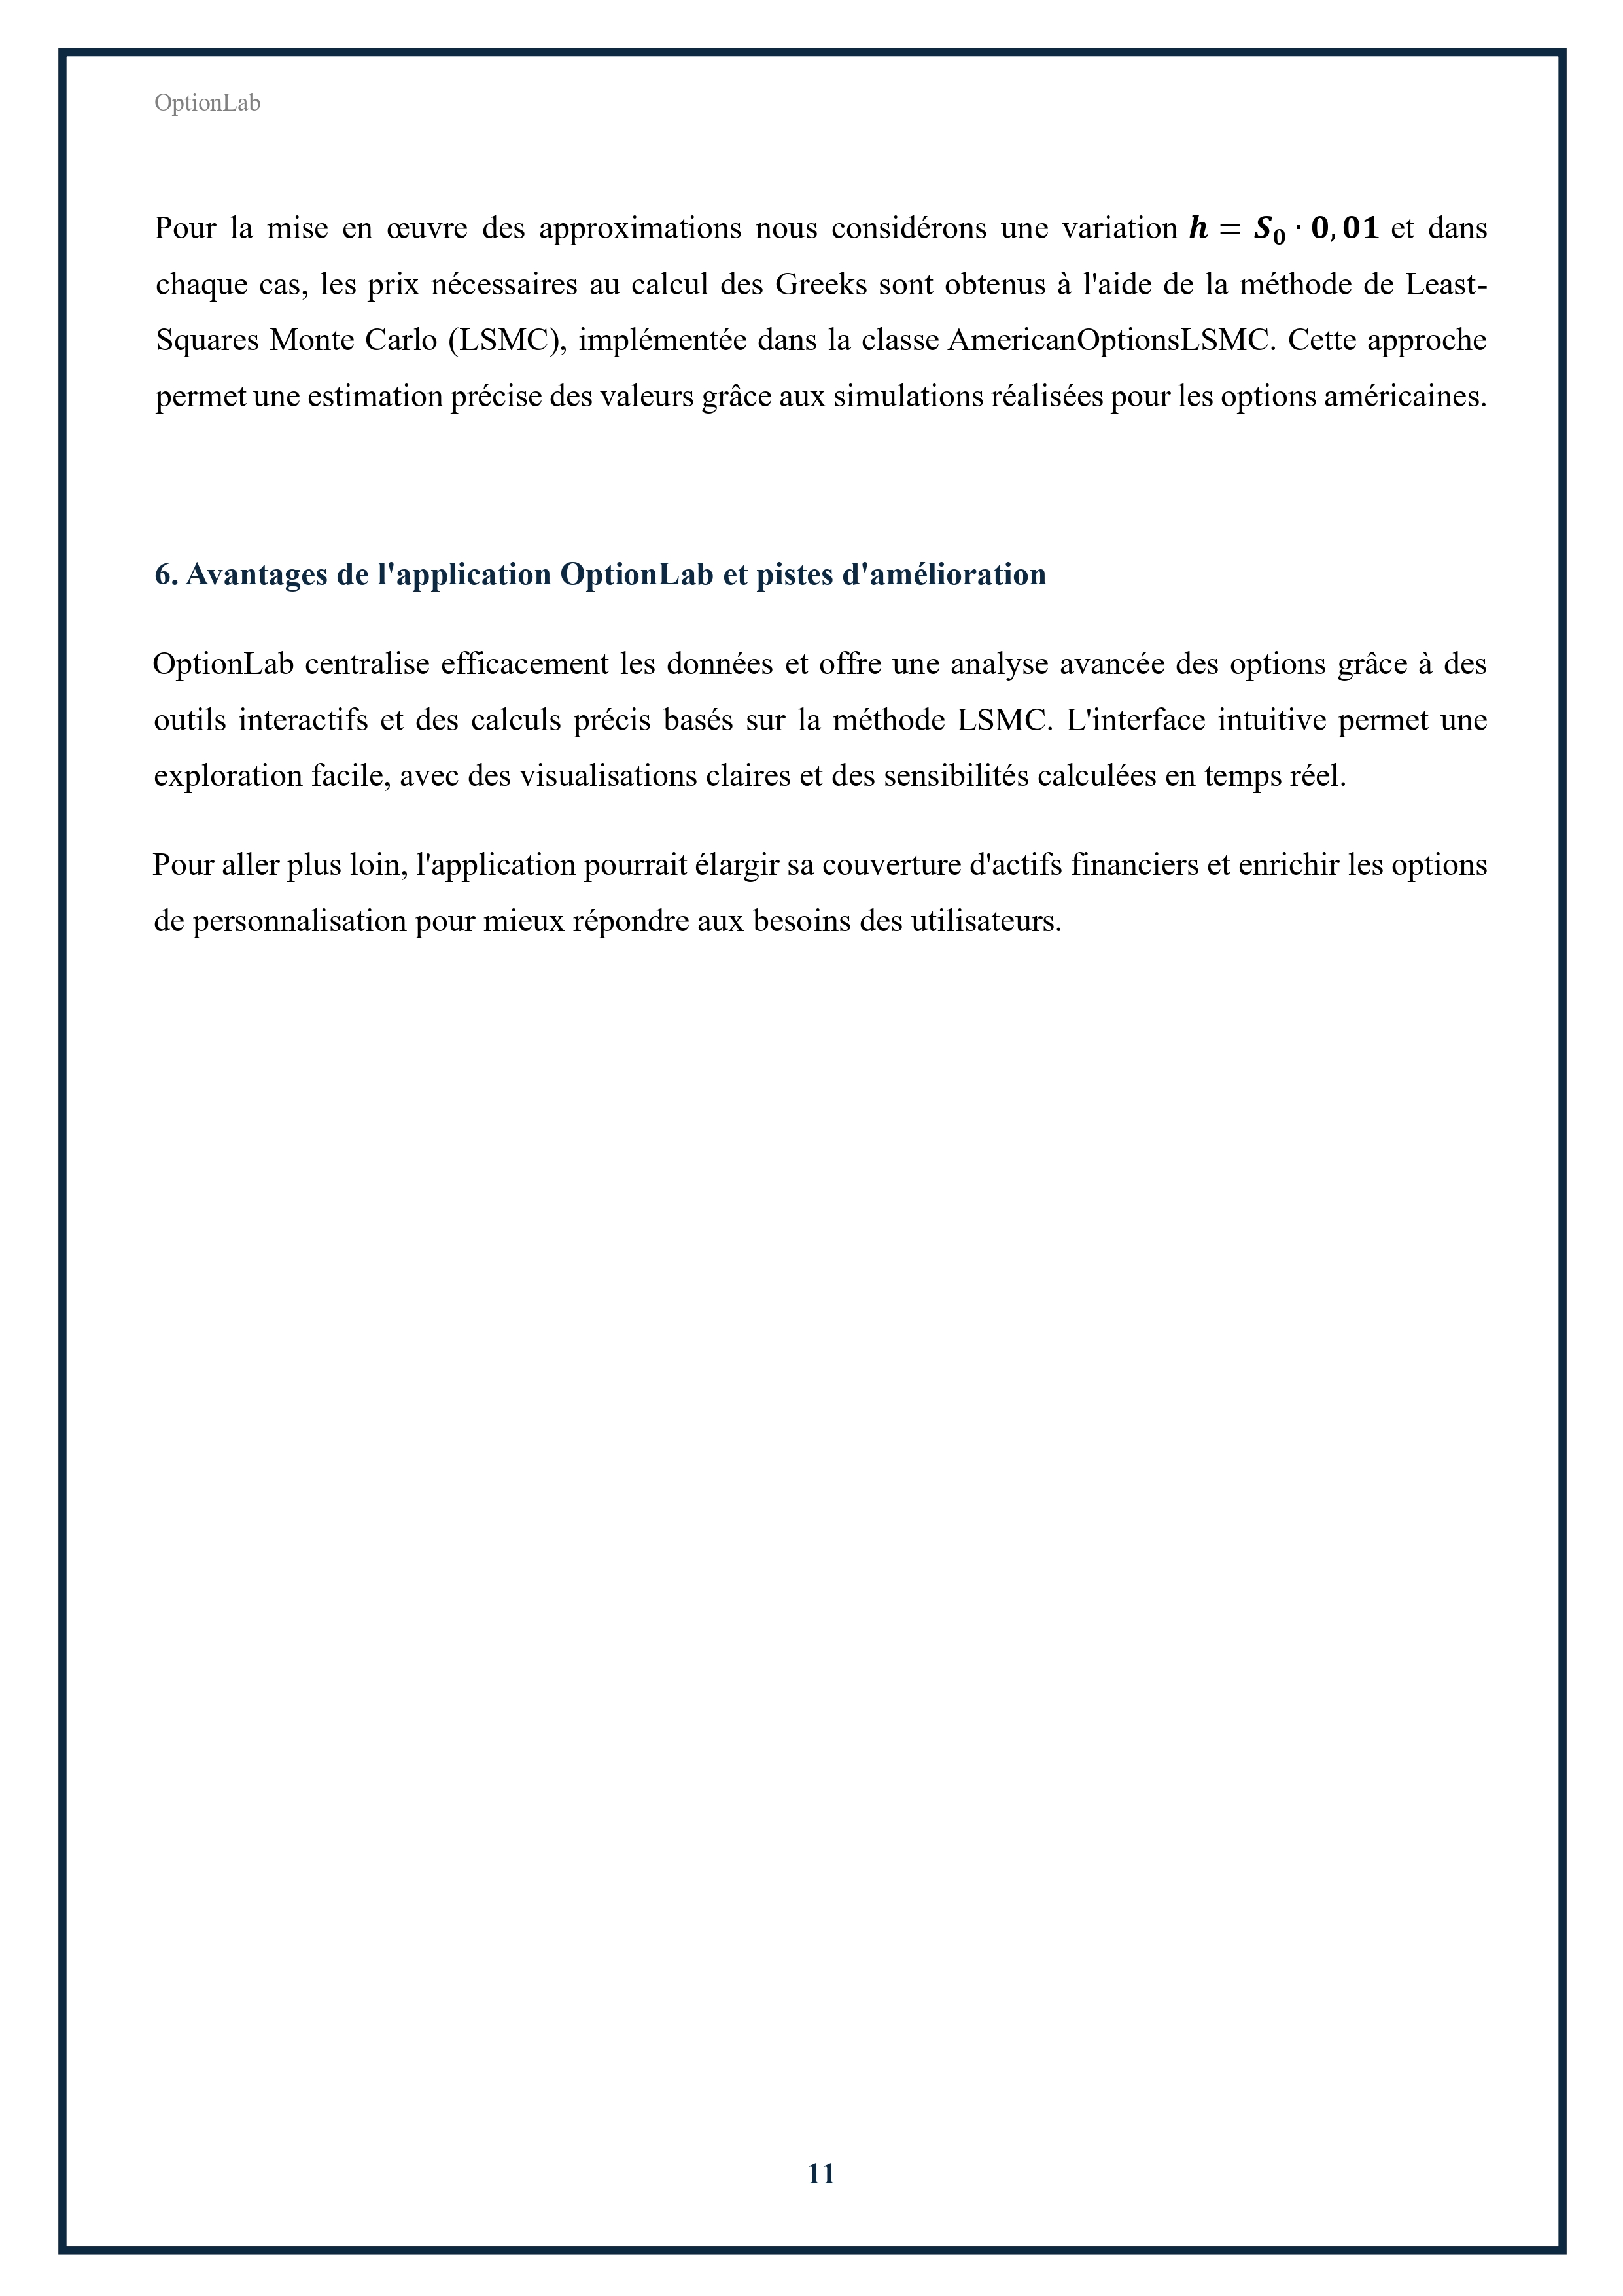 OptionLab
Pour la mise en œuvre des approximations nous considérons une variation h = S₀ · 0,01 et dans
chaque cas, les prix nécessaires au calcul des Greeks sont obtenus à l'aide de la méthode de Least-
Squares Monte Carlo (LSMC), implémentée dans la classe AmericanOptionsLSMC. Cette approche
permet une estimation précise des valeurs grâce aux simulations réalisées pour les options américaines.
6. Avantages de l'application OptionLab et pistes d'amélioration
OptionLab centralise efficacement les données et offre une analyse avancée des options grâce à des
outils interactifs et des calculs précis basés sur la méthode LSMC. L'interface intuitive permet une
exploration facile, avec des visualisations claires et des sensibilités calculées en temps réel.
Pour aller plus loin, l'application pourrait élargir sa couverture d'actifs financiers et enrichir les options
de personnalisation pour mieux répondre aux besoins des utilisateurs.
11